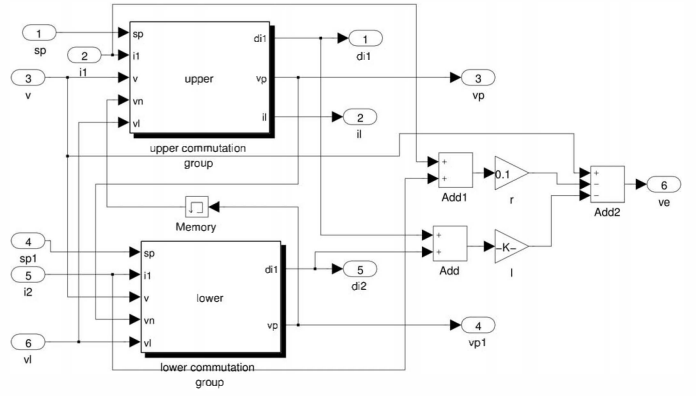 1
sp
2
i1
3
v
sp
i1
v
vn
vl
upper
di1
vp
il
upper commutation
group
1
di1
3
vp
2
il
Memory
4
sp1
5
i2
6
vl
sp
i1
v
vn
vl
lower
di1
vp
lower commutation
group
5
di2
4
vp1
+
+
Add1
0.1
r
+
+
Add
-K-
l
+
−
−
Add2
6
ve